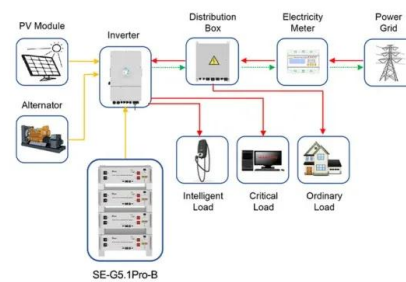 PV Module
Inverter
Distribution
Box
Electricity
Meter
Power
Grid
Alternator
Intelligent
Load
Critical
Load
Ordinary
Load
SE-G5.1Pro-B